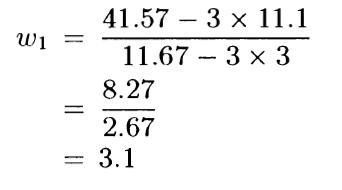 w₁ = (41.57 − 3 × 11.1) / (11.67 − 3 × 3)
= 8.27 / 2.67
= 3.1